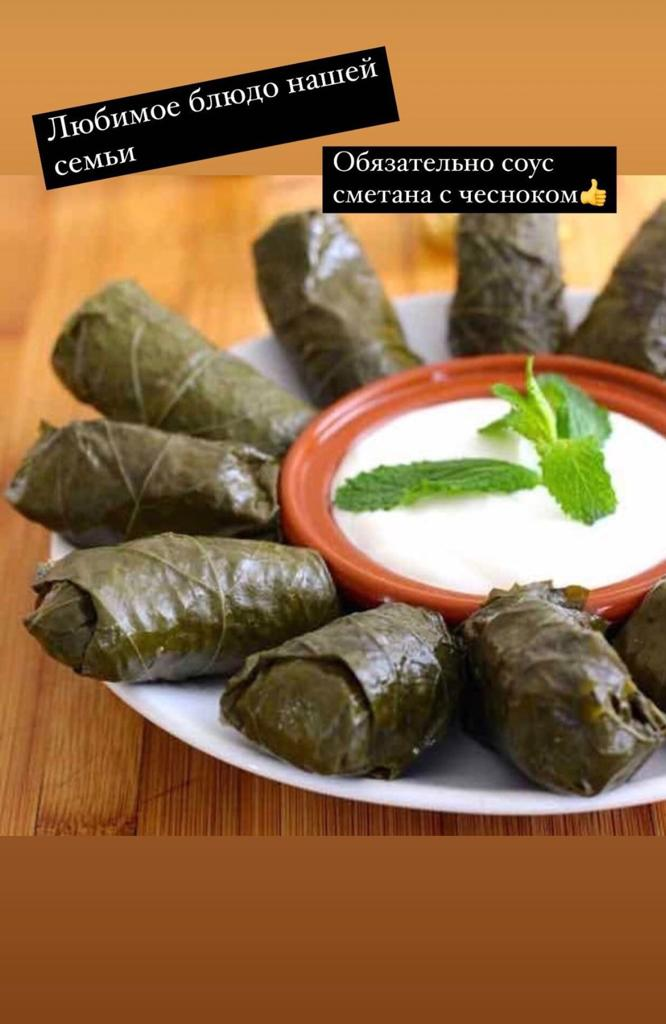 Любимое блюдо нашей
семьи
Обязательно соус
сметана с чесноком👍